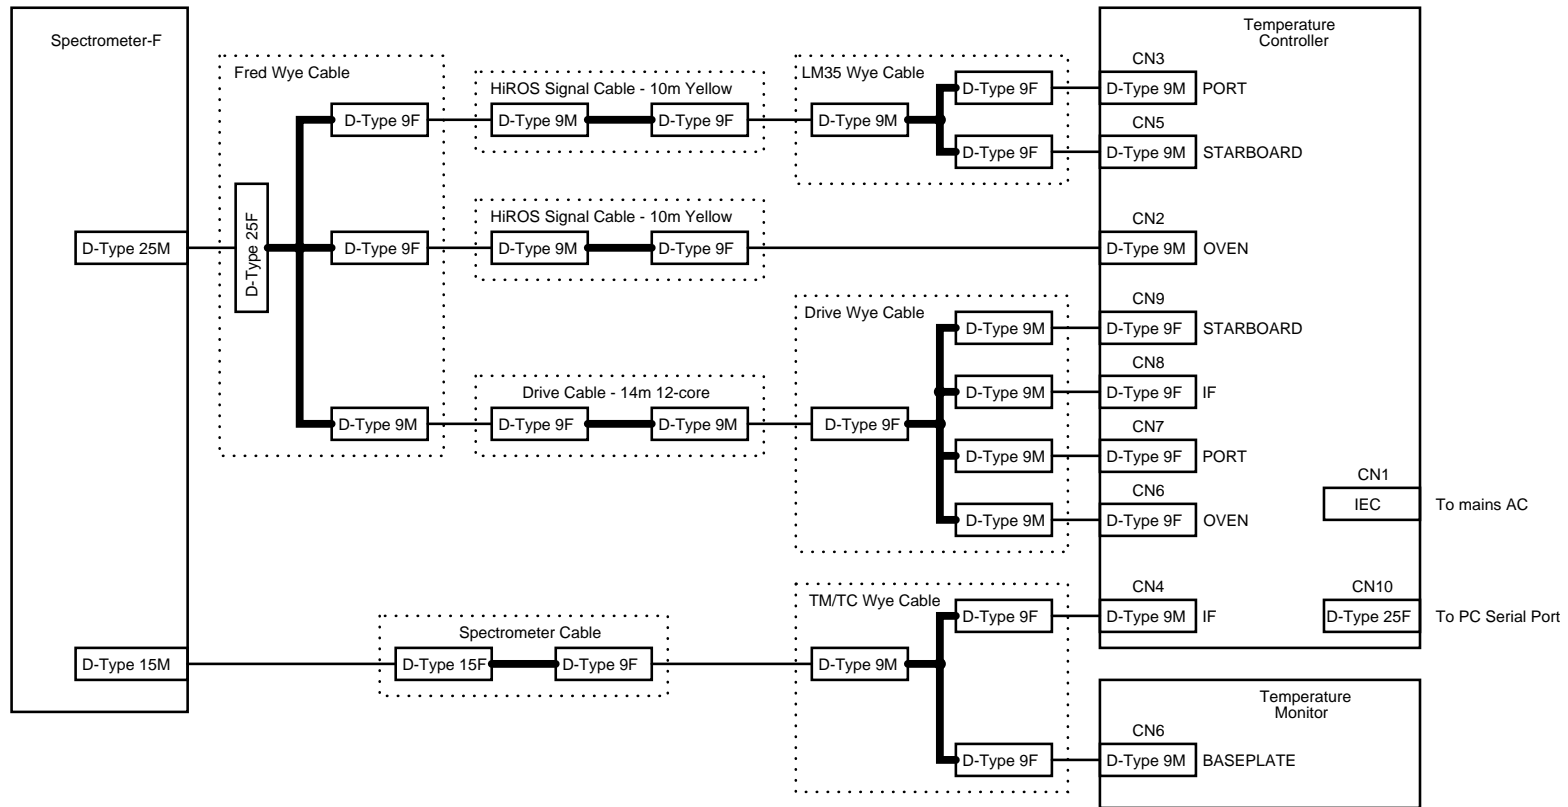 Spectrometer-F
D-Type 25M
D-Type 15M
Fred Wye Cable
D-Type 25F
D-Type 9F
D-Type 9F
D-Type 9M
HiROS Signal Cable - 10m Yellow
D-Type 9M
D-Type 9F
HiROS Signal Cable - 10m Yellow
D-Type 9M
D-Type 9F
Drive Cable - 14m 12-core
D-Type 9F
D-Type 9M
Spectrometer Cable
D-Type 15F
D-Type 9F
LM35 Wye Cable
D-Type 9M
D-Type 9F
D-Type 9F
Drive Wye Cable
D-Type 9F
D-Type 9M
D-Type 9M
D-Type 9M
D-Type 9M
TM/TC Wye Cable
D-Type 9M
D-Type 9F
D-Type 9F
Temperature
Controller
CN3
D-Type 9M PORT
CN5
D-Type 9M STARBOARD
CN2
D-Type 9M OVEN
CN9
D-Type 9F STARBOARD
CN8
D-Type 9F IF
CN7
D-Type 9F PORT
CN6
D-Type 9F OVEN
CN4
D-Type 9M IF
CN1
IEC To mains AC
CN10
D-Type 25F To PC Serial Port
Temperature
Monitor
CN6
D-Type 9M BASEPLATE